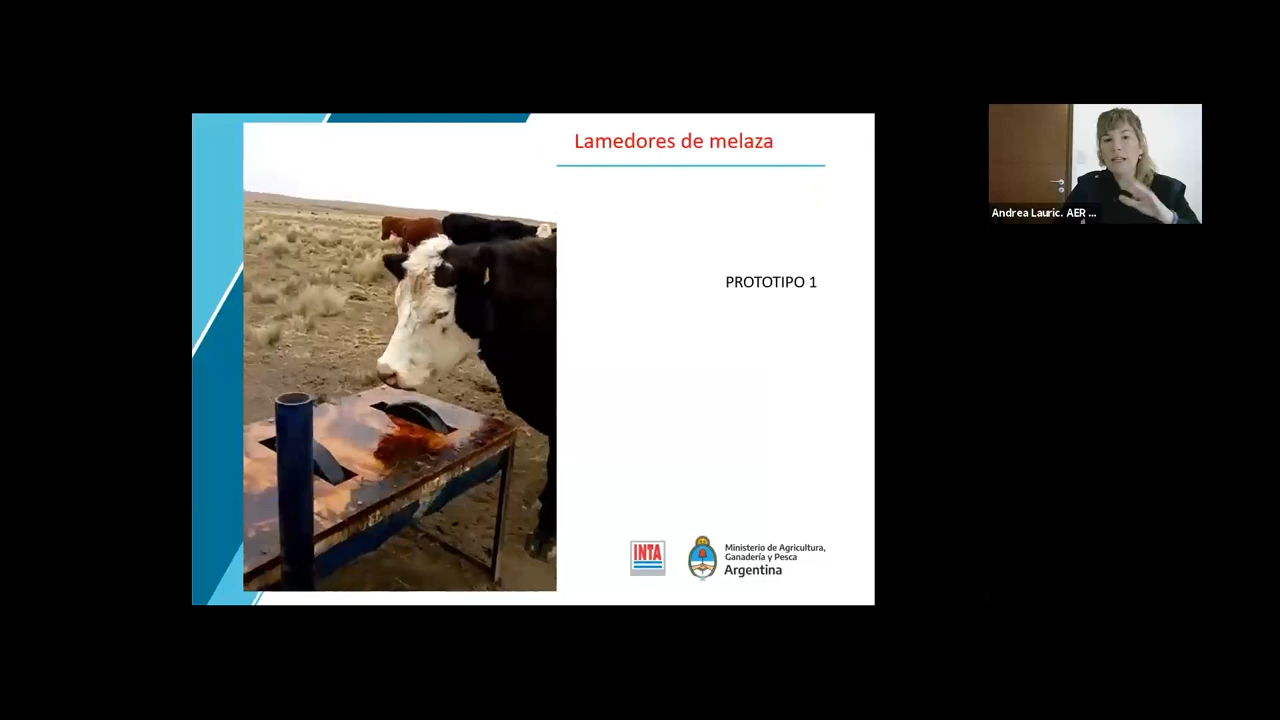 Lamedores de melaza
PROTOTIPO 1
INTA
Ministerio de Agricultura,
Ganadería y Pesca
Argentina
Andrea Lauric. AER ...